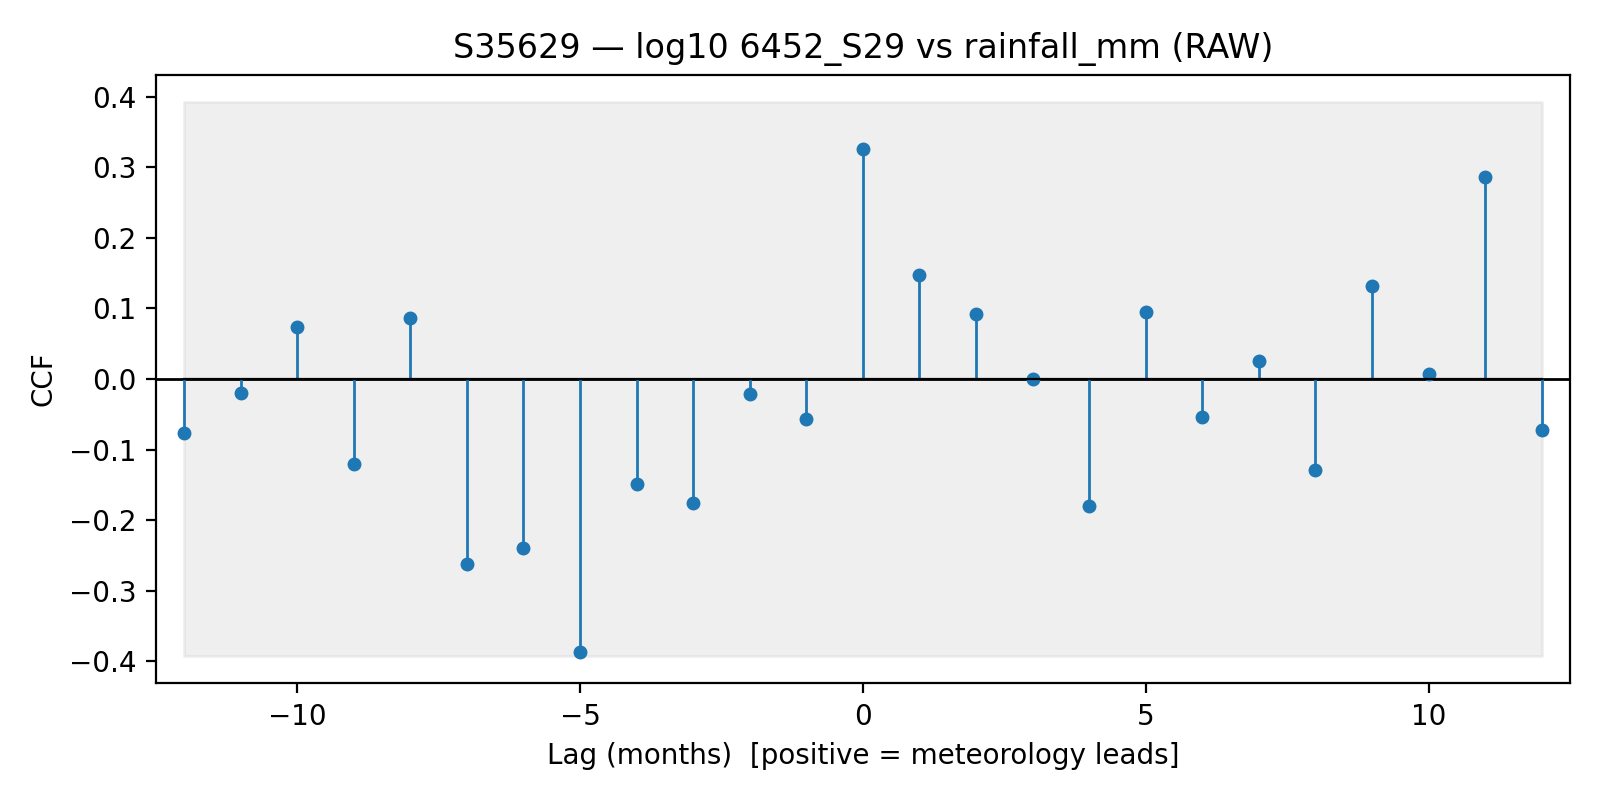 S35629 — log10 6452_S29 vs rainfall_mm (RAW)
CCF
0.4
0.3
0.2
0.1
0.0
−0.1
−0.2
−0.3
−0.4
−10 −5 0 5 10
Lag (months)  [positive = meteorology leads]